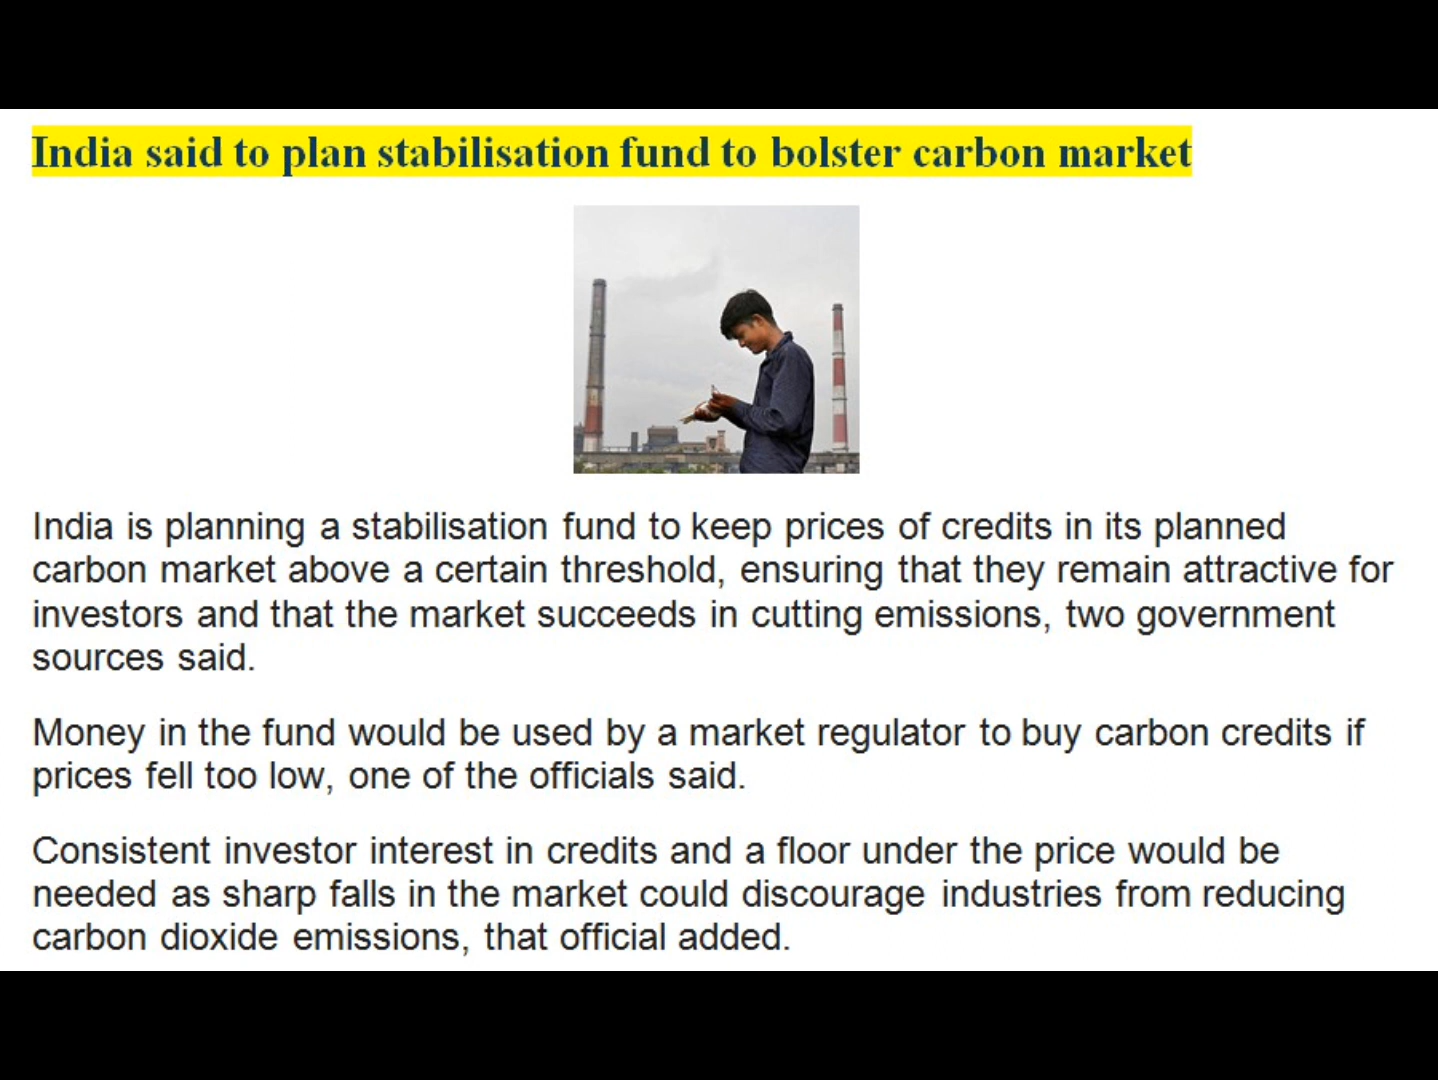 India said to plan stabilisation fund to bolster carbon market
India is planning a stabilisation fund to keep prices of credits in its planned
carbon market above a certain threshold, ensuring that they remain attractive for
investors and that the market succeeds in cutting emissions, two government
sources said.
Money in the fund would be used by a market regulator to buy carbon credits if
prices fell too low, one of the officials said.
Consistent investor interest in credits and a floor under the price would be
needed as sharp falls in the market could discourage industries from reducing
carbon dioxide emissions, that official added.